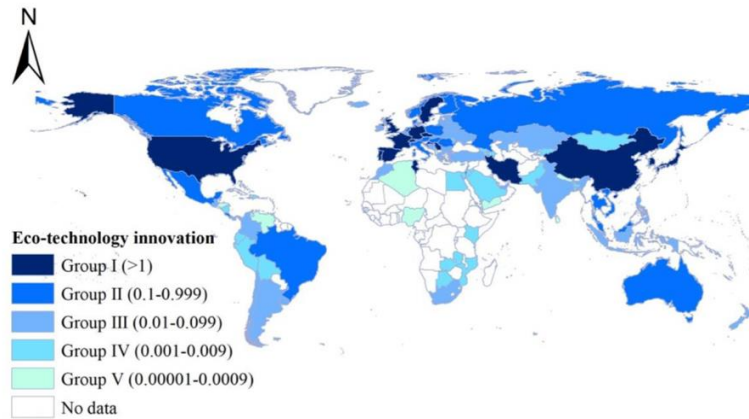 N
Eco-technology innovation
Group I (>1)
Group II (0.1-0.999)
Group III (0.01-0.099)
Group IV (0.001-0.009)
Group V (0.00001-0.0009)
No data